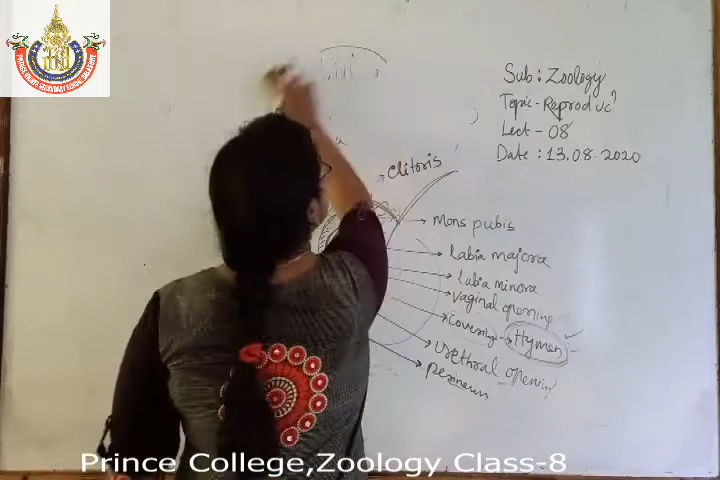 Sub: Zoology
Topic - Reproduc^n
Lect - 08
Date : 13.08.2020
Clitoris
Mons pubis
Labia majora
Labia minora
Vaginal opening
Covering → Hymen
Urethral opening
Perineum
Prince College,Zoology Class-8